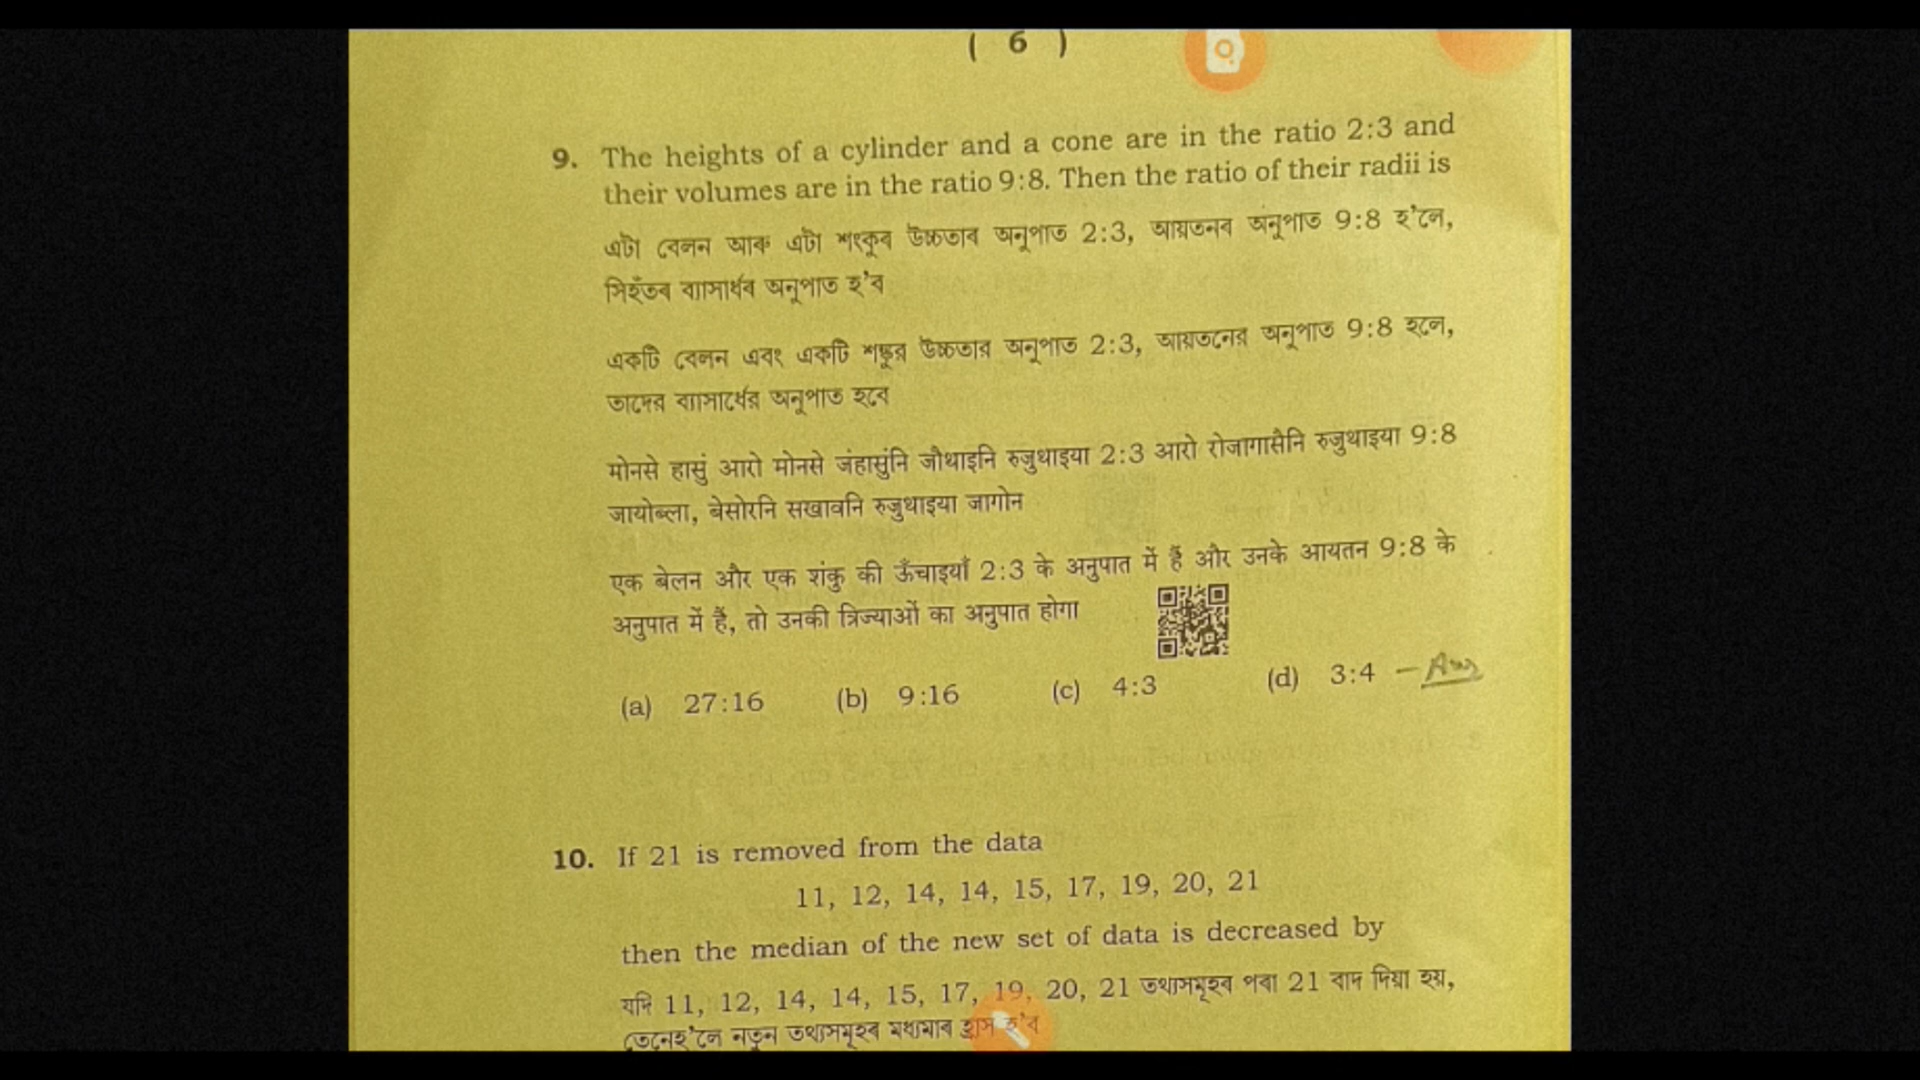 ( 6 )
9. The heights of a cylinder and a cone are in the ratio 2:3 and
their volumes are in the ratio 9:8. Then the ratio of their radii is
এটা বেলন আৰু এটা শংকুৰ উচ্চতাৰ অনুপাত 2:3, আয়তনৰ অনুপাত 9:8 হ'লে,
সিহঁতৰ ব্যাসাৰ্ধৰ অনুপাত হ'ব
একটি বেলন এবং একটি শঙ্কুর উচ্চতার অনুপাত 2:3, আয়তনের অনুপাত 9:8 হলে,
তাদের ব্যাসার্ধের অনুপাত হবে
मोनसे हासुं आरो मोनसे जंहासुंनि जौथाइनि रुजुथाइया 2:3 आरो रोजागासैनि रुजुथाइया 9:8
जायोब्ला, बेसोरनि सखावनि रुजुथाइया जागोन
एक बेलन और एक शंकु की ऊँचाइयाँ 2:3 के अनुपात में हैं और उनके आयतन 9:8 के
अनुपात में हैं, तो उनकी त्रिज्याओं का अनुपात होगा
(a) 27:16 (b) 9:16 (c) 4:3 (d) 3:4 – Ans
10. If 21 is removed from the data
11, 12, 14, 14, 15, 17, 19, 20, 21
then the median of the new set of data is decreased by
যদি 11, 12, 14, 14, 15, 17, 19, 20, 21 তথ্যসমূহৰ পৰা 21 বাদ দিয়া হয়,
তেনেহ'লে নতুন তথ্যসমূহৰ মধ্যমাৰ হ্ৰাস হ'ব